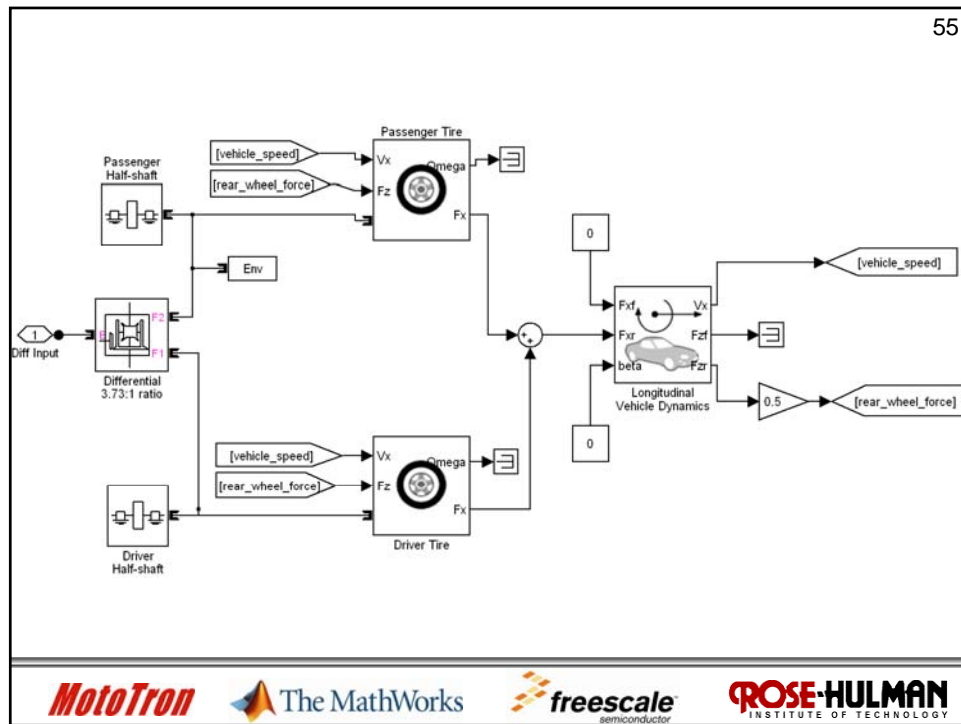 55
Passenger Tire
[vehicle_speed]
Vx
Omega
[rear_wheel_force]
Fz
Fx
Passenger
Half-shaft
Env
1
Diff Input
B
F2
F1
Differential
3.73:1 ratio
0
Fxf
Vx
[vehicle_speed]
Fxr
Fzf
beta
Fzr
0.5
[rear_wheel_force]
Longitudinal
Vehicle Dynamics
0
+
+
[vehicle_speed]
Vx
Omega
[rear_wheel_force]
Fz
Fx
Driver Tire
Driver
Half-shaft
MotoTron
The MathWorks
freescale™
semiconductor
ROSE-HULMAN
INSTITUTE OF TECHNOLOGY